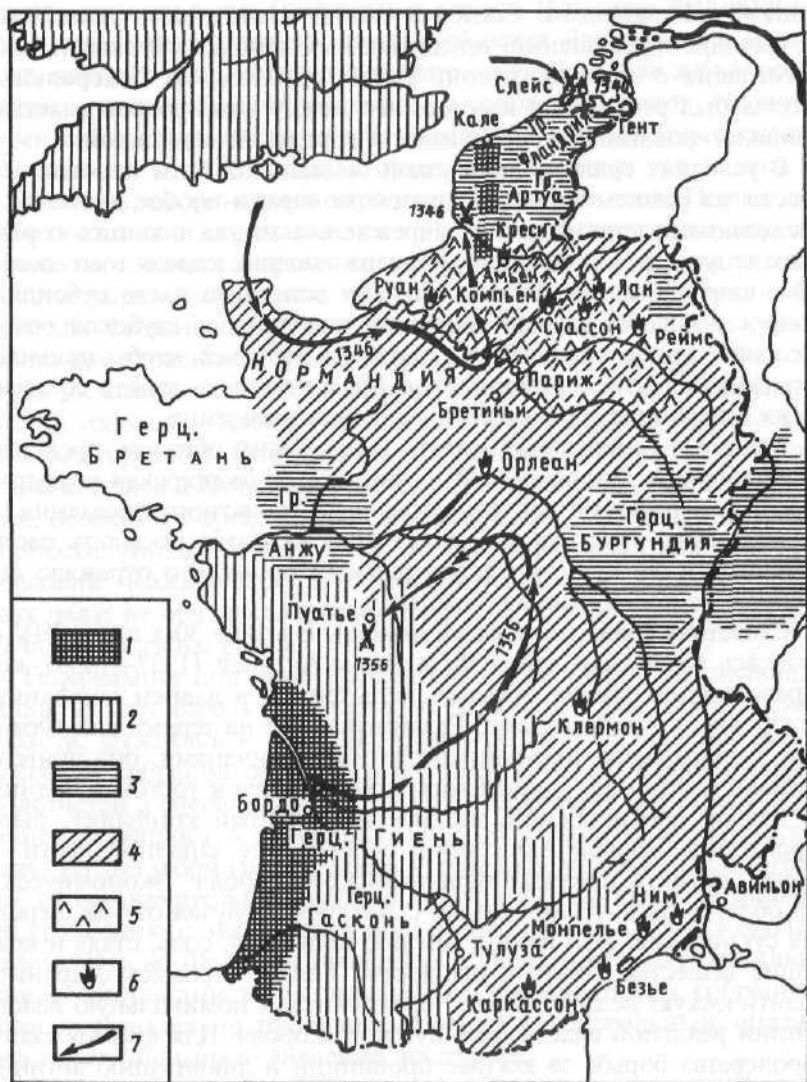 Слейс
1340
Кале
Гент
Гр.
ФЛАНДРИЯ
Гр.
Артуа
1346
Креси
Амьен
Руан
Компьен
Лан
Суассон
Реймс
1346
НОРМАНДИЯ
Париж
Бретиньи
Герц.
БРЕТАНЬ
Орлеан
Гр.
Анжу
Герц.
БУРГУНДИЯ
Пуатье
1356
1356
1
2
3
4
5
6
7
Клермон
Бордо
Герц. ГИЕНЬ
Герц.
ГАСКОНЬ
Авиньон
Ним
Монпелье
Тулуза
Безье
Каркассон